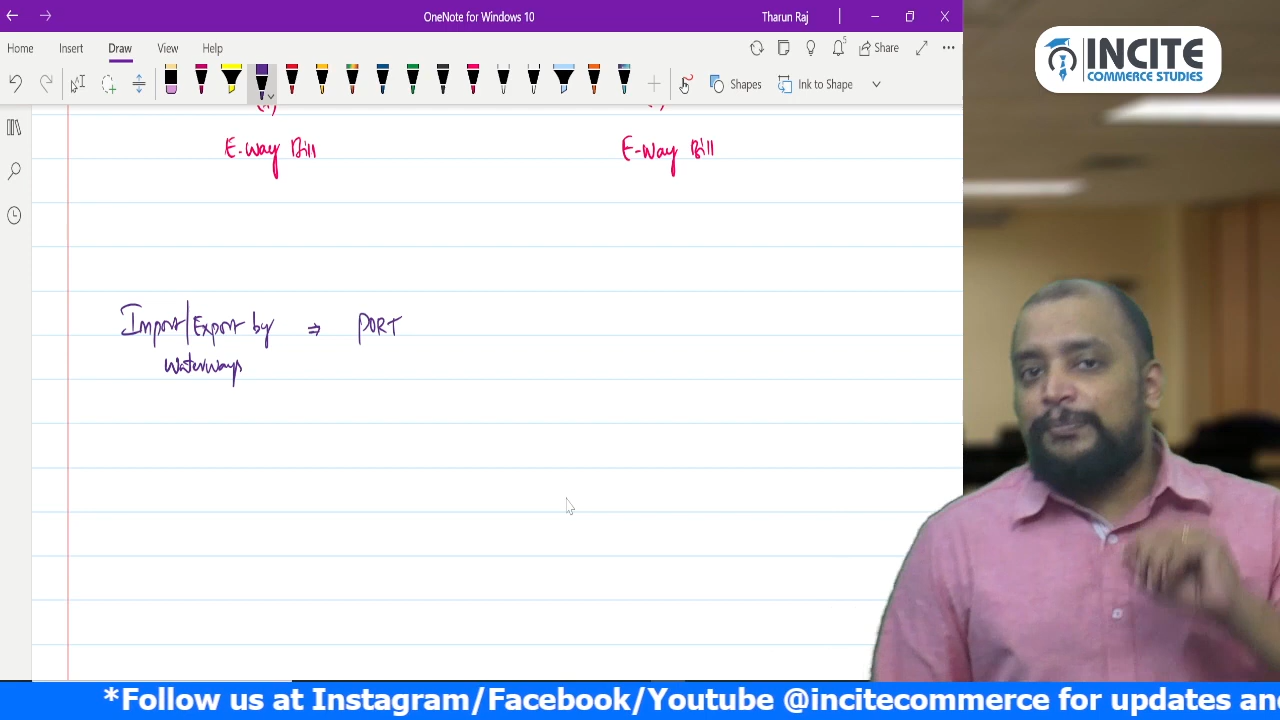 OneNote for Windows 10
Tharun Raj
Home Insert Draw View Help
5
Share
Shapes
Ink to Shape
E-way Bill
E-way Bill
Import/Export by ⇒ PORT
waterways
INCITE
COMMERCE STUDIES
*Follow us at Instagram/Facebook/Youtube @incitecommerce for updates an